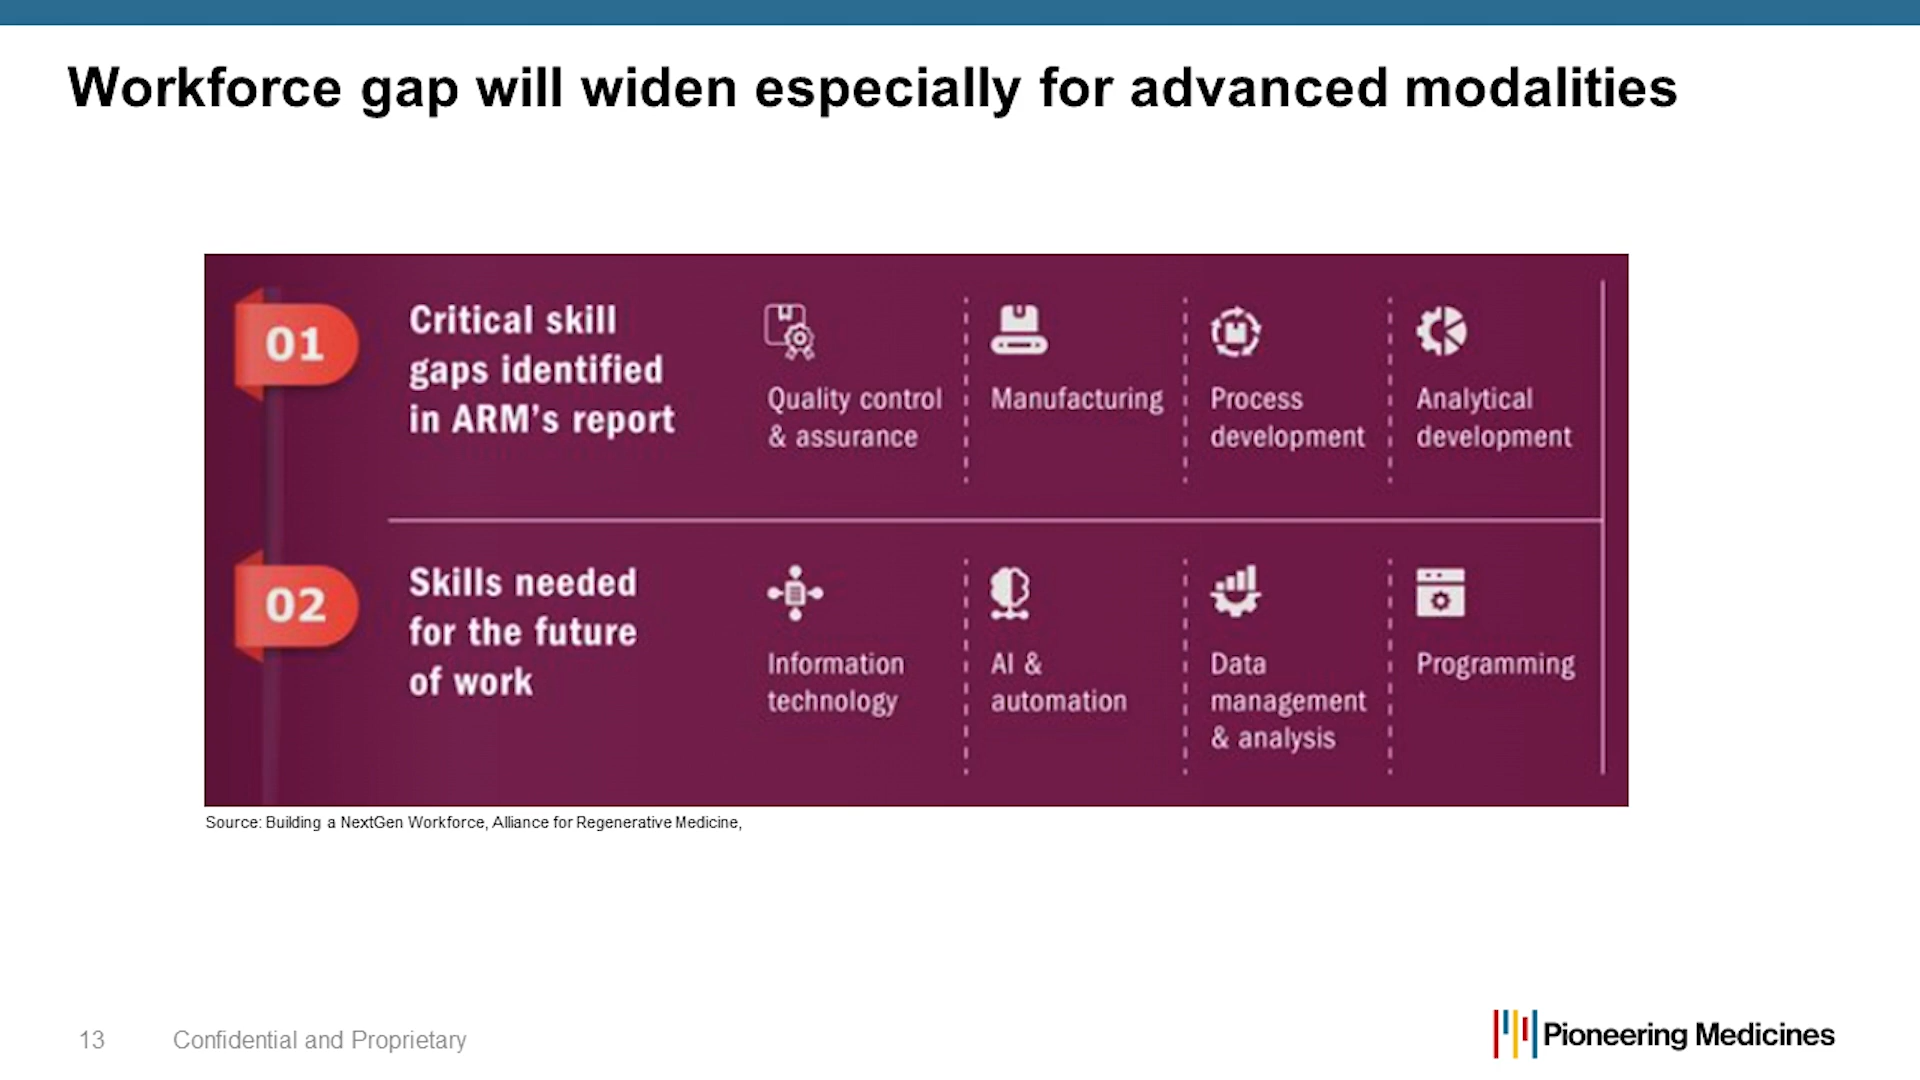 Workforce gap will widen especially for advanced modalities
01
Critical skill
gaps identified
in ARM's report
Quality control
& assurance
Manufacturing
Process
development
Analytical
development
02
Skills needed
for the future
of work
Information
technology
AI &
automation
Data
management
& analysis
Programming
Source: Building a NextGen Workforce, Alliance for Regenerative Medicine,
13
Confidential and Proprietary
Pioneering Medicines